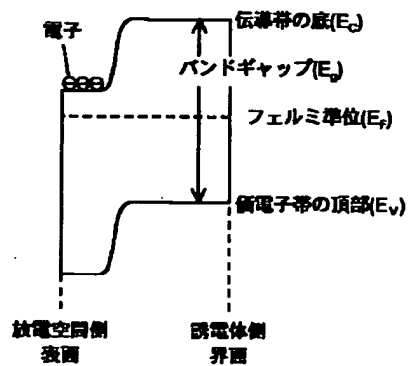 電子
伝導帯の底(Ec)
バンドギャップ(Eg)
フェルミ準位(Ef)
価電子帯の頂部(Ev)
放電空間側
表面
誘電体側
界面